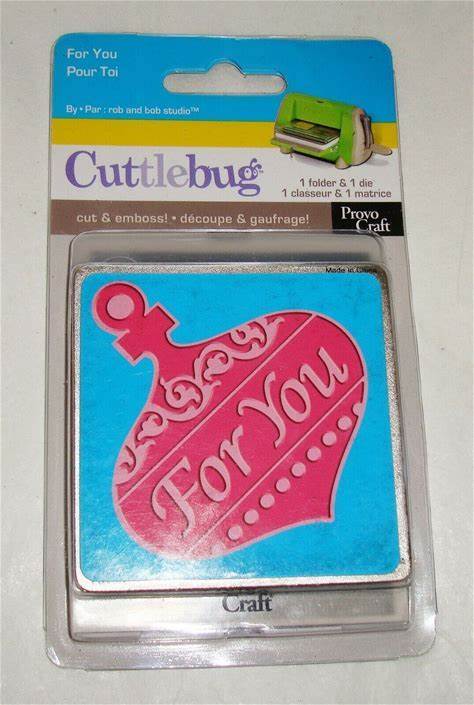 For You
Pour Toi
By • Par : rob and bob studio™
Cuttlebug™
1 folder & 1 die
1 classeur & 1 matrice
cut & emboss! • découpe & gaufrage!
Provo
Craft
Made in China
For You
Craft